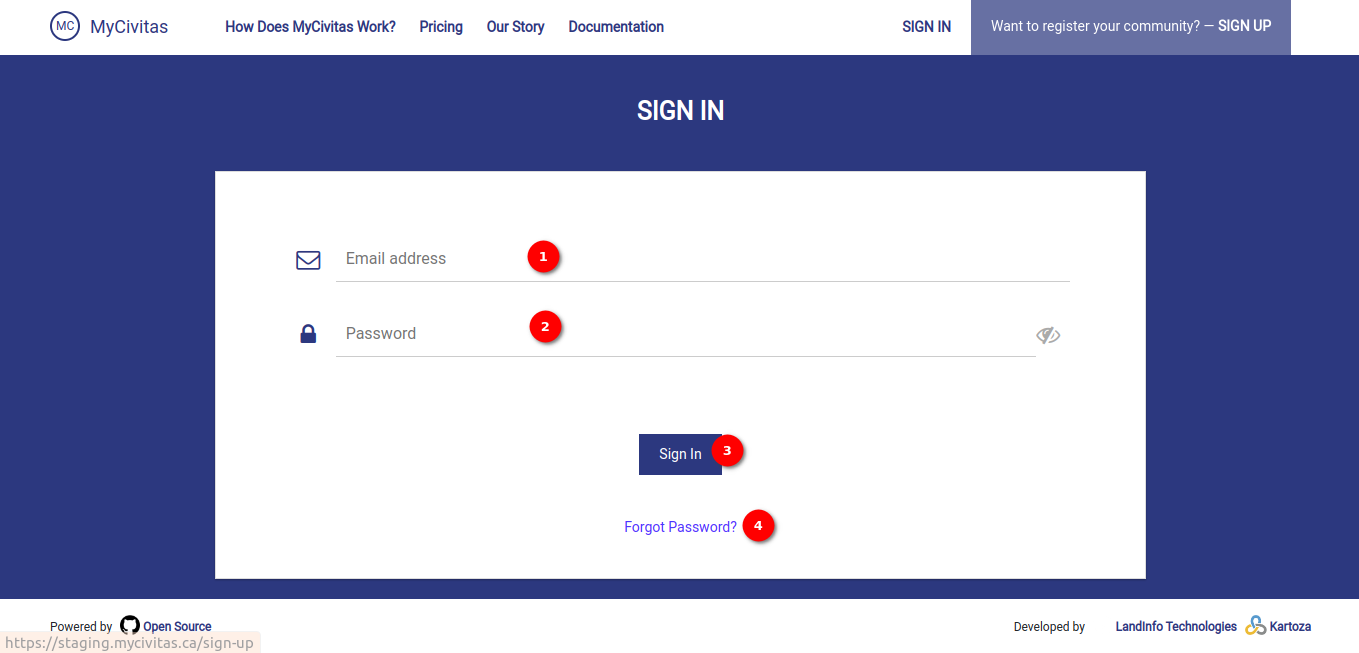 MC MyCivitas How Does MyCivitas Work? Pricing Our Story Documentation SIGN IN Want to register your community? — SIGN UP
SIGN IN
Email address 1
Password 2
Sign In 3
Forgot Password? 4
Powered by Open Source Developed by LandInfo Technologies Kartoza
https://staging.mycivitas.ca/sign-up